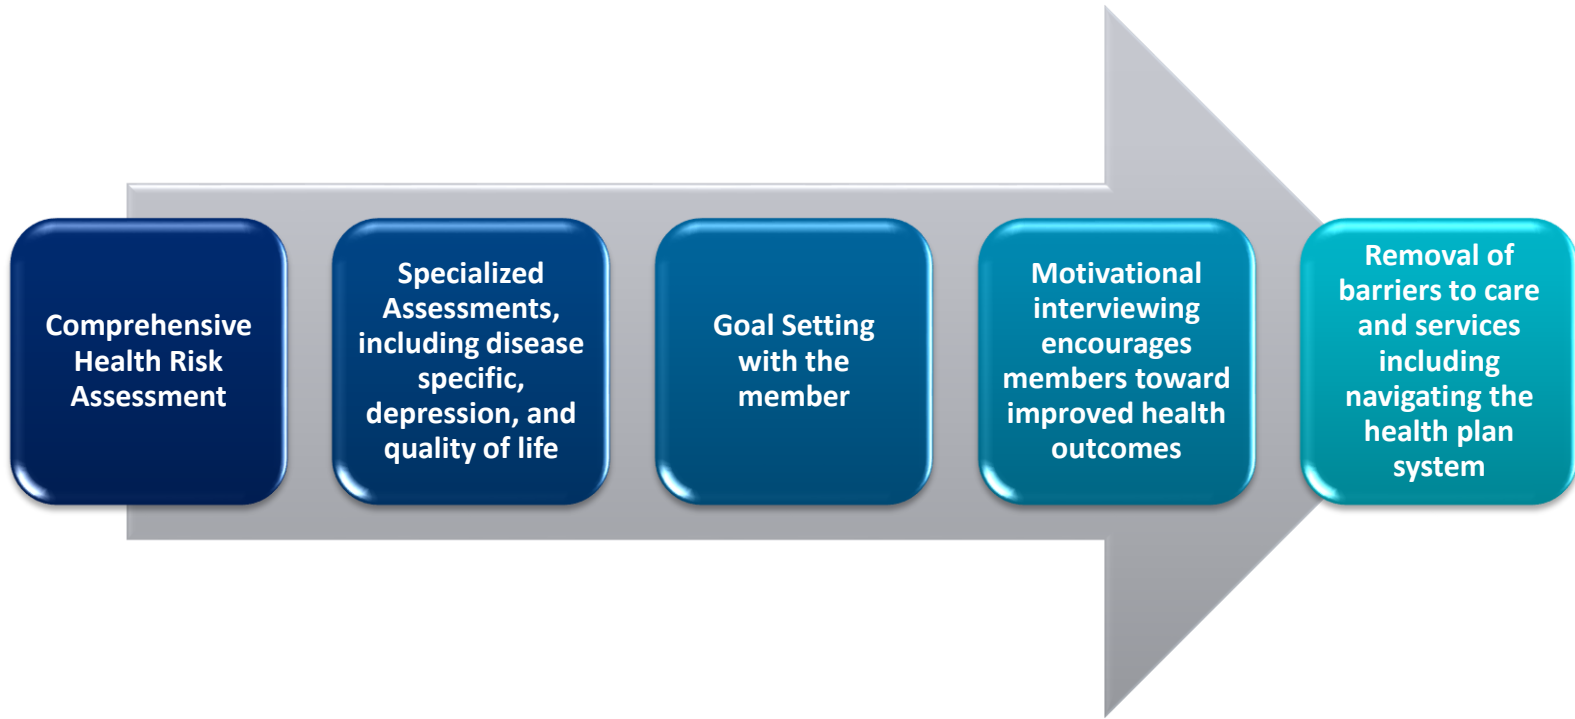 Comprehensive
Health Risk
Assessment
Specialized
Assessments,
including disease
specific,
depression, and
quality of life
Goal Setting
with the
member
Motivational
interviewing
encourages
members toward
improved health
outcomes
Removal of
barriers to care
and services
including
navigating the
health plan
system